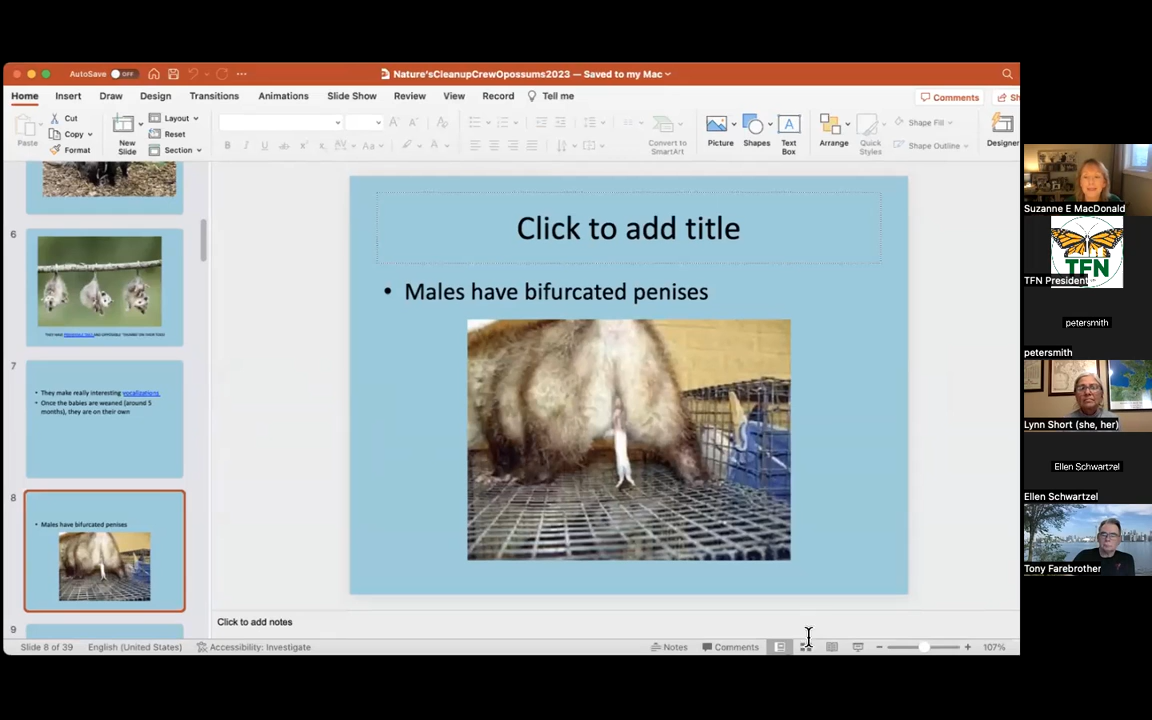 AutoSave OFF
Nature'sCleanupCrewOpossums2023 — Saved to my Mac
Home Insert Draw Design Transitions Animations Slide Show Review View Record Tell me
Comments Sh
Paste
Cut
Copy
Format
New Slide
Layout
Reset
Section
Convert to SmartArt
Picture
Shapes
Text Box
Arrange
Quick Styles
Shape Fill
Shape Outline
Designer
6
7
• They make really interesting vocalizations
• Once the babies are weaned (around 5
months), they are on their own
8
• Males have bifurcated penises
9
Click to add title
• Males have bifurcated penises
Click to add notes
Slide 8 of 39 English (United States) Accessibility: Investigate
Notes Comments 107%
Suzanne E MacDonald
TFN
TFN President
petersmith
petersmith
Lynn Short (she, her)
Ellen Schwartzel
Ellen Schwartzel
Tony Farebrother